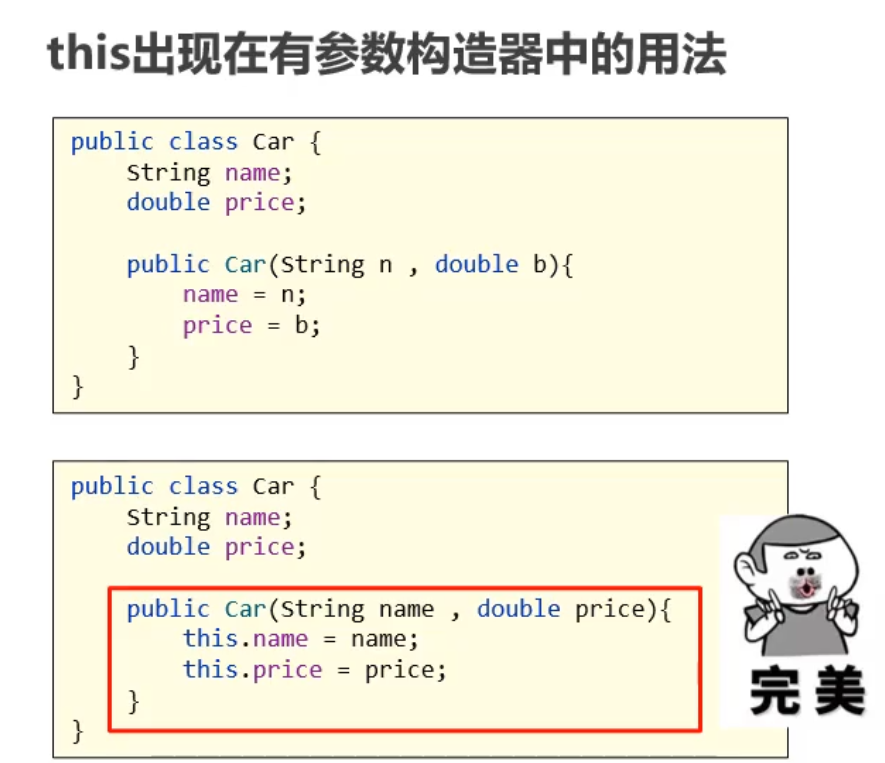 this出现在有参数构造器中的用法
public class Car {
    String name;
    double price;

    public Car(String n , double b){
        name = n;
        price = b;
    }
}
public class Car {
    String name;
    double price;

    public Car(String name , double price){
        this.name = name;
        this.price = price;
    }
}
完美